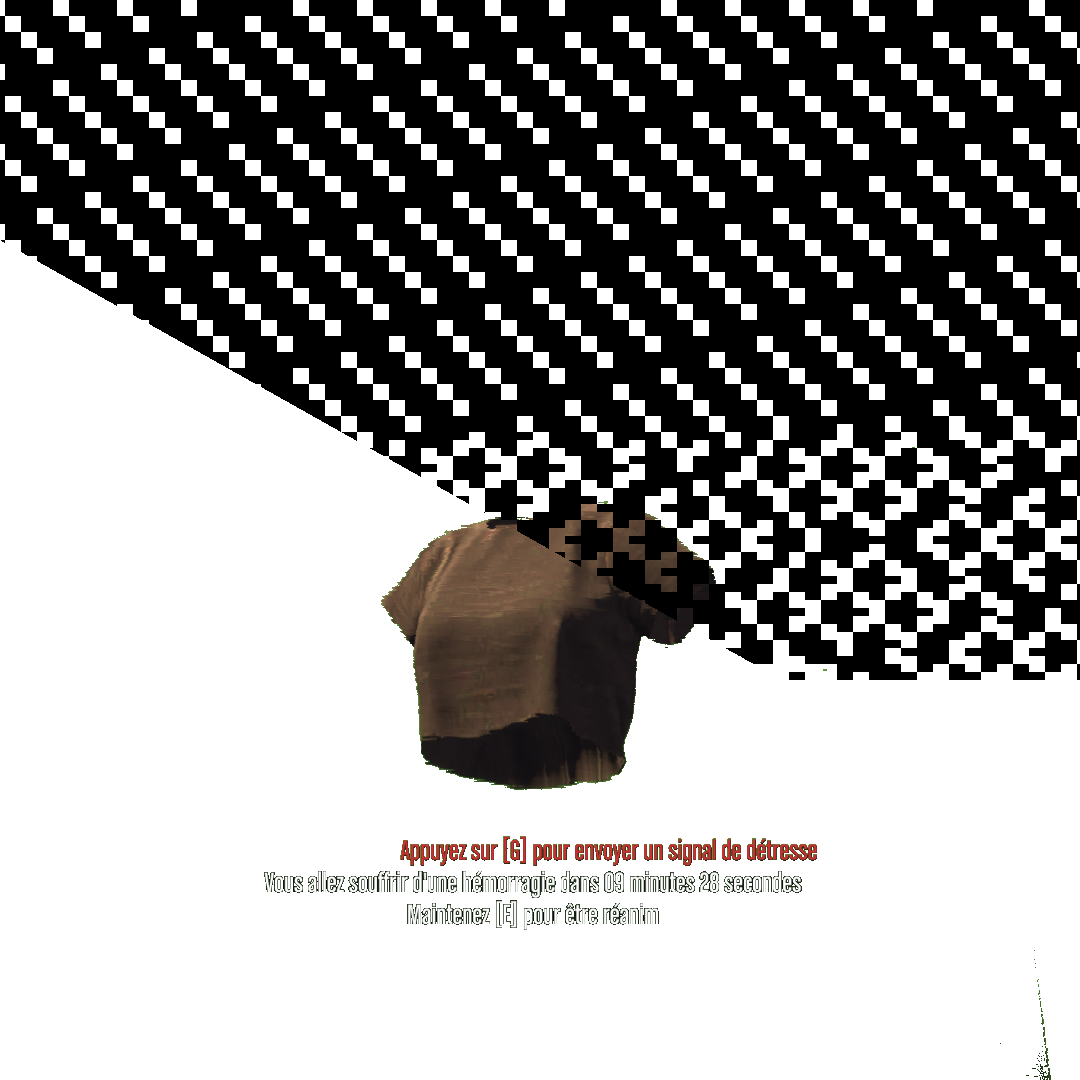 Appuyez sur [G] pour envoyer un signal de détresse
Vous allez souffrir d'une hémorragie dans 09 minutes 28 secondes
Maintenez [E] pour être réanim